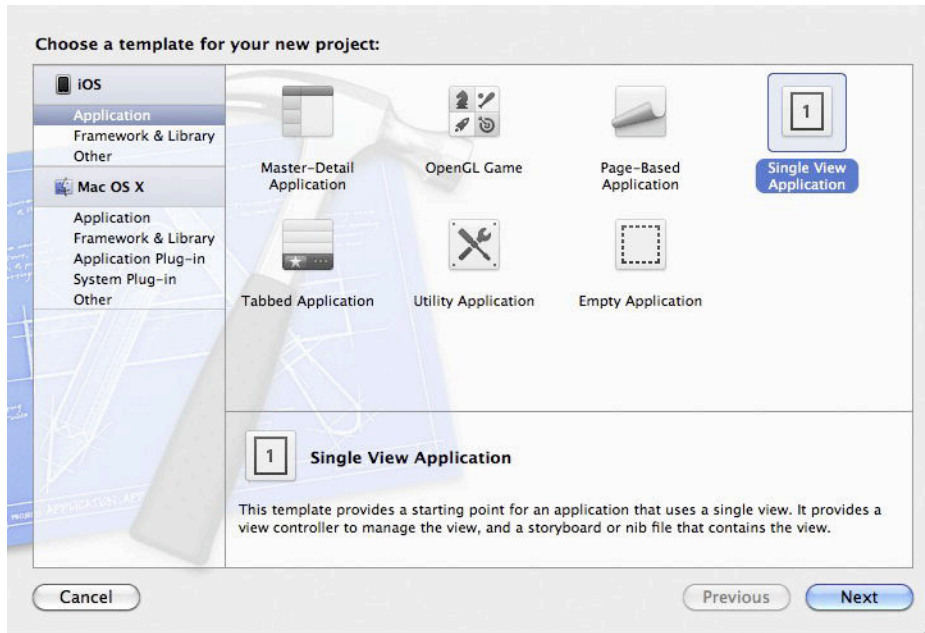 Choose a template for your new project:
iOS
Application
Framework & Library
Other
Mac OS X
Application
Framework & Library
Application Plug-in
System Plug-in
Other
1
Master-Detail
Application
OpenGL Game
Page-Based
Application
Single View
Application
Tabbed Application
Utility Application
Empty Application
1
Single View Application
This template provides a starting point for an application that uses a single view. It provides a
view controller to manage the view, and a storyboard or nib file that contains the view.
Cancel
Previous
Next